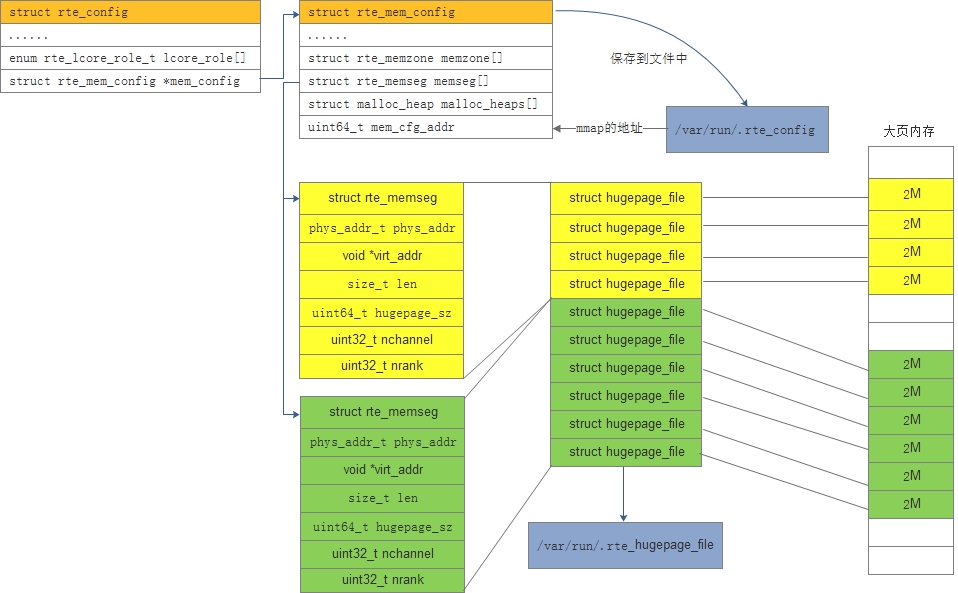 struct rte_config
......
enum rte_lcore_role_t lcore_role[]
struct rte_mem_config *mem_config
struct rte_mem_config
......
struct rte_memzone memzone[]
struct rte_memseg memseg[]
struct malloc_heap malloc_heaps[]
uint64_t mem_cfg_addr
保存到文件中
mmap的地址
/var/run/.rte_config
大页内存
struct rte_memseg
phys_addr_t phys_addr
void *virt_addr
size_t len
uint64_t hugepage_sz
uint32_t nchannel
uint32_t nrank
struct rte_memseg
phys_addr_t phys_addr
void *virt_addr
size_t len
uint64_t hugepage_sz
uint32_t nchannel
uint32_t nrank
struct hugepage_file
struct hugepage_file
struct hugepage_file
struct hugepage_file
struct hugepage_file
struct hugepage_file
struct hugepage_file
struct hugepage_file
struct hugepage_file
struct hugepage_file
/var/run/.rte_hugepage_file
2M
2M
2M
2M
2M
2M
2M
2M
2M
2M